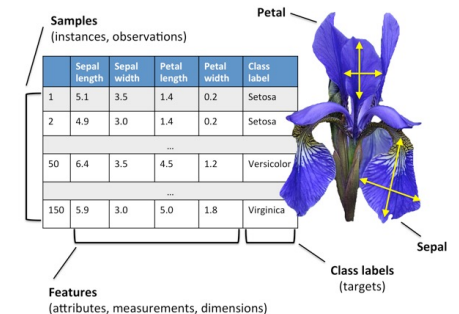 Samples
(instances, observations)
Petal
Sepal length Sepal width Petal length Petal width Class label
1 5.1 3.5 1.4 0.2 Setosa
2 4.9 3.0 1.4 0.2 Setosa
...
50 6.4 3.5 4.5 1.2 Versicolor
...
150 5.9 3.0 5.0 1.8 Virginica
Sepal
Class labels
(targets)
Features
(attributes, measurements, dimensions)